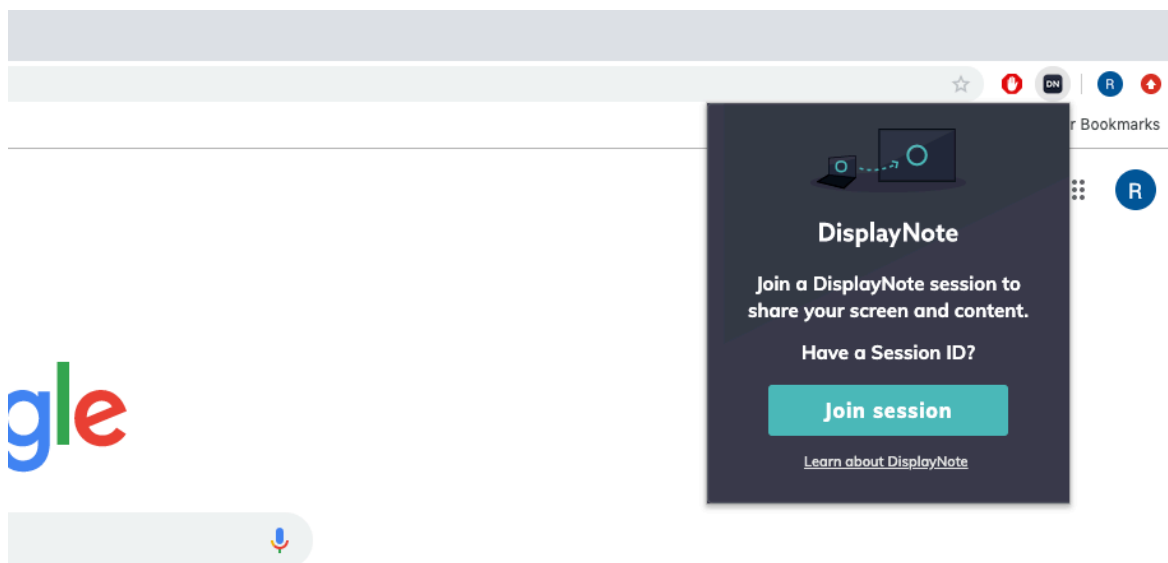 DN
R
r Bookmarks
R
DisplayNote
Join a DisplayNote session to
share your screen and content.
Have a Session ID?
Join session
Learn about DisplayNote
gle